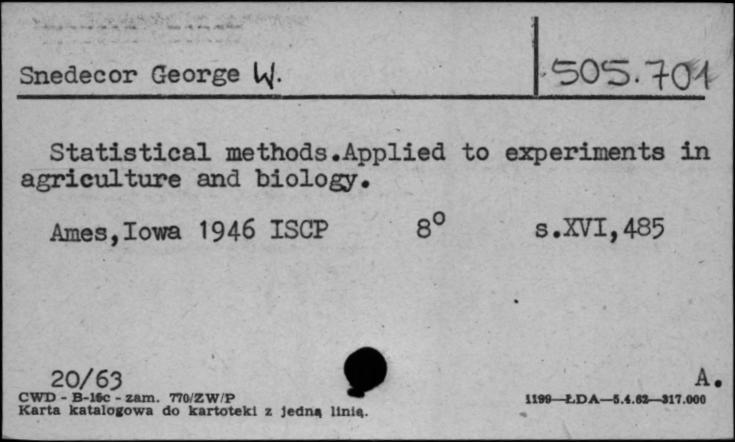 Snedecor George W.
505.701
Statistical methods.Applied to experiments in
agriculture and biology.
Ames,Iowa 1946 ISCP 8° s.XVI,485
20/63 A.
CWD - B-16c - zam. 770/ZW/P 1199—ŁDA—5.4.62—317.000
Karta katalogowa do kartoteki z jedną linią.